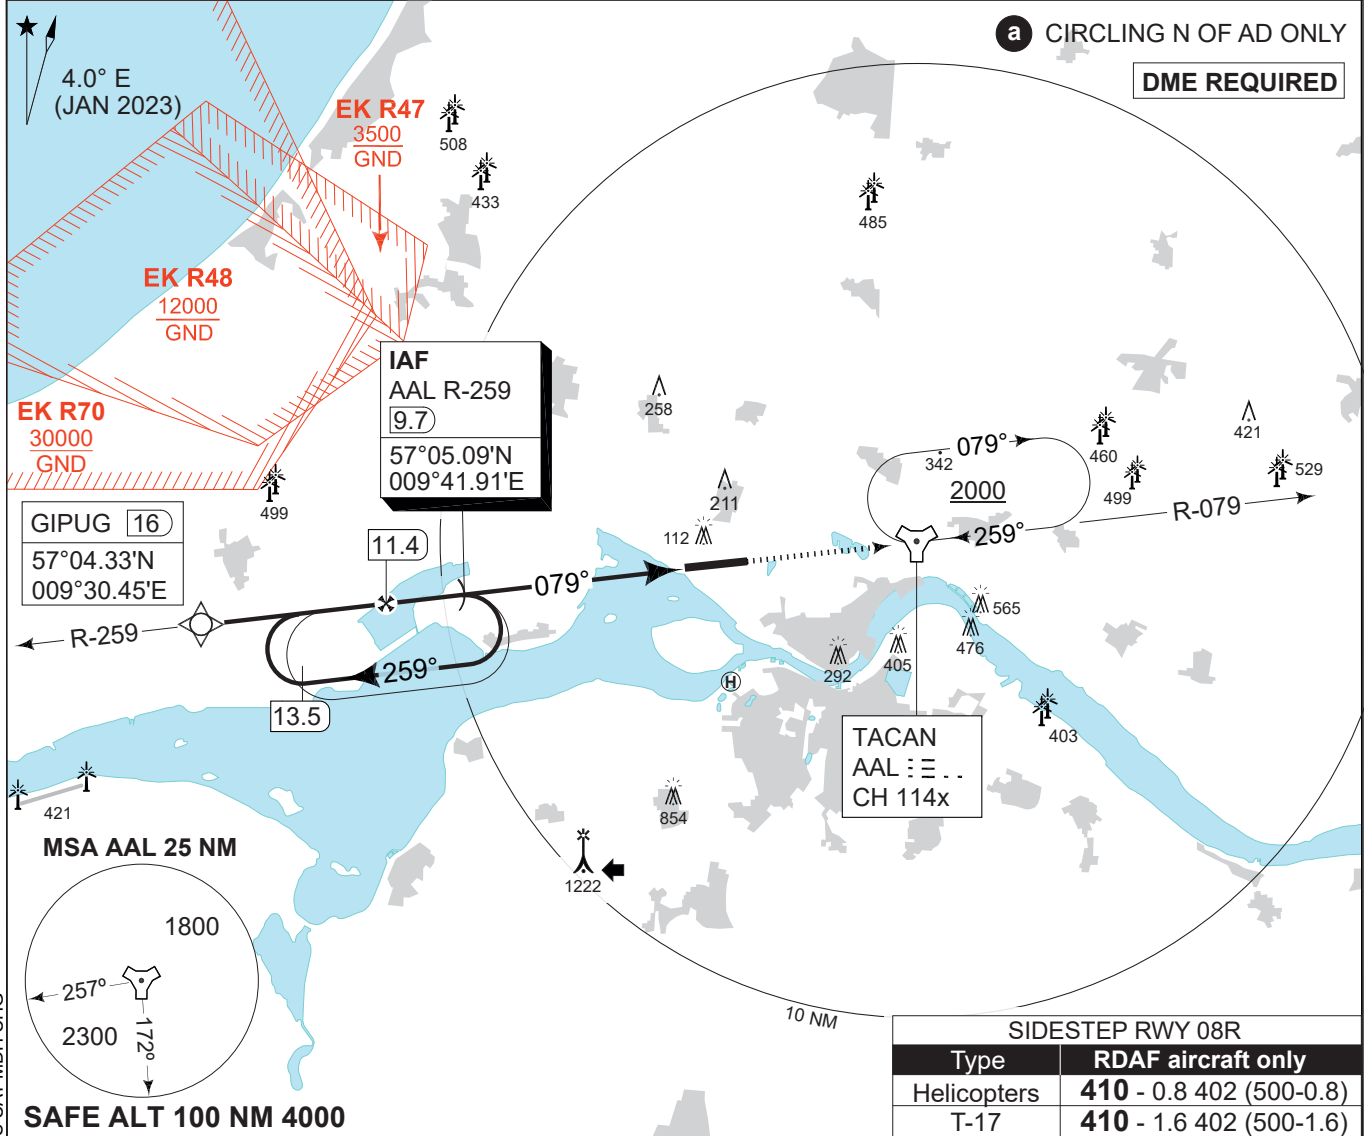 a CIRCLING N OF AD ONLY
DME REQUIRED
4.0° E
(JAN 2023)
EK R47
3500
GND
508
433
485
EK R48
12000
GND
EK R70
30000
GND
499
IAF
AAL R-259
9.7
57°05.09'N
009°41.91'E
258
211
112
342
079°
2000
259°
460
499
421
529
R-079
GIPUG 16
57°04.33'N
009°30.45'E
11.4
079°
R-259
259°
13.5
565
476
405
292
H
403
TACAN
AAL
CH 114x
421
854
1222
MSA AAL 25 NM
1800
257°
2300
172°
SAFE ALT 100 NM 4000
10 NM
SIDESTEP RWY 08R
Type RDAF aircraft only
Helicopters 410 - 0.8 402 (500-0.8)
T-17 410 - 1.6 402 (500-1.6)